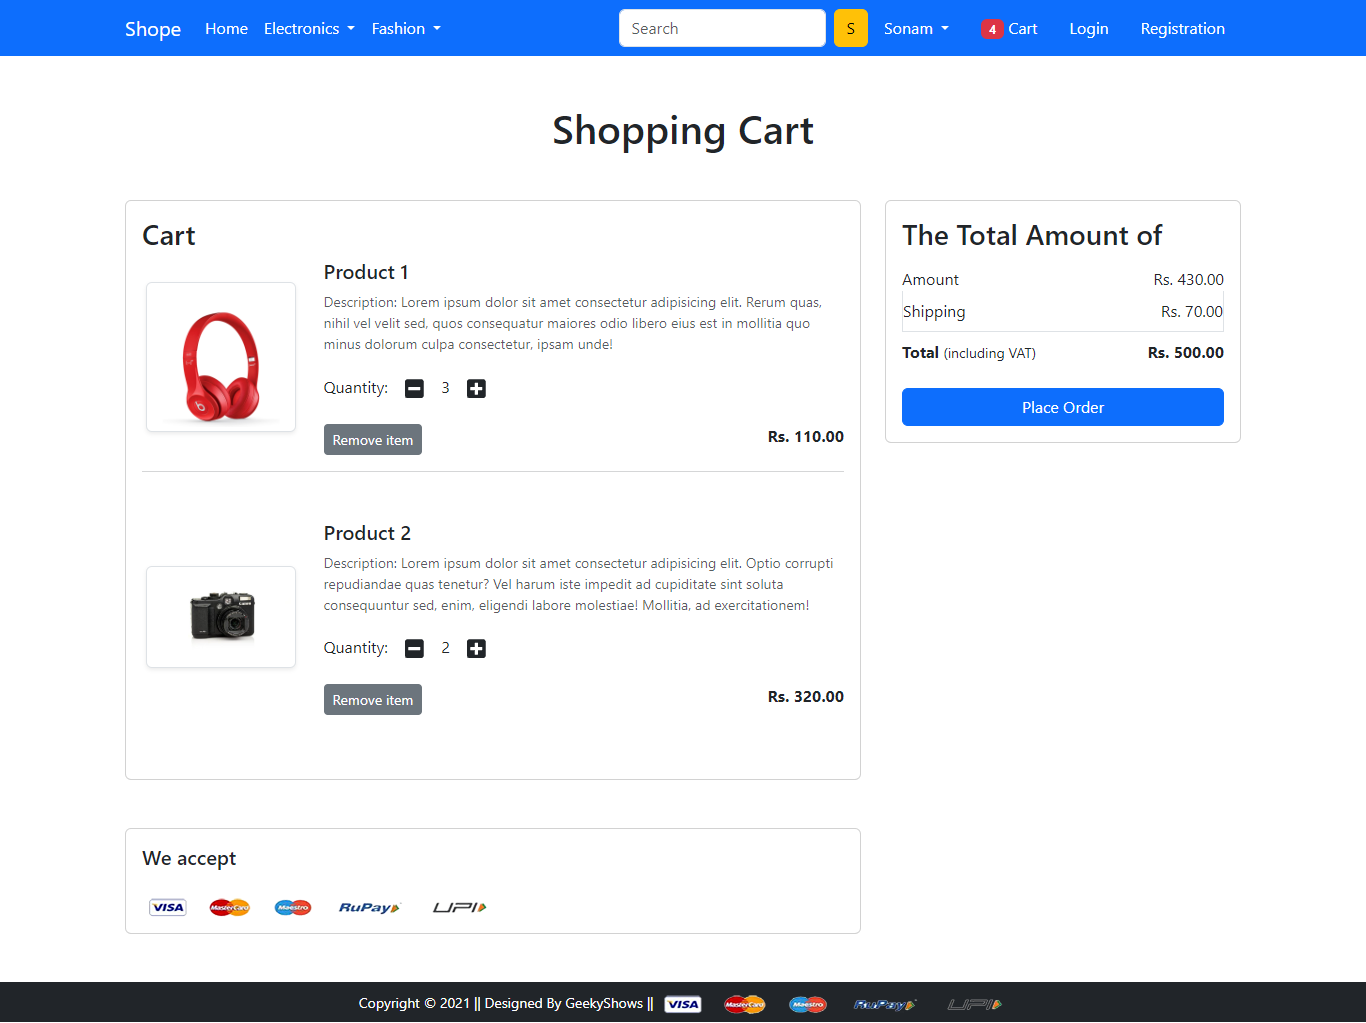 Shope Home Electronics Fashion Search S Sonam 4 Cart Login Registration
Shopping Cart
Cart
Product 1
Description: Lorem ipsum dolor sit amet consectetur adipisicing elit. Rerum quas,
nihil vel velit sed, quos consequatur maiores odio libero eius est in mollitia quo
minus dolorum culpa consectetur, ipsam unde!
Quantity: 3
Remove item Rs. 110.00
Product 2
Description: Lorem ipsum dolor sit amet consectetur adipisicing elit. Optio corrupti
repudiandae quas tenetur? Vel harum iste impedit ad cupiditate sint soluta
consequuntur sed, enim, eligendi labore molestiae! Mollitia, ad exercitationem!
Quantity: 2
Remove item Rs. 320.00
The Total Amount of
Amount Rs. 430.00
Shipping Rs. 70.00
Total (including VAT) Rs. 500.00
Place Order
We accept
VISA MasterCard Maestro RuPay UPI
Copyright © 2021 || Designed By GeekyShows || VISA MasterCard Maestro RuPay UPI